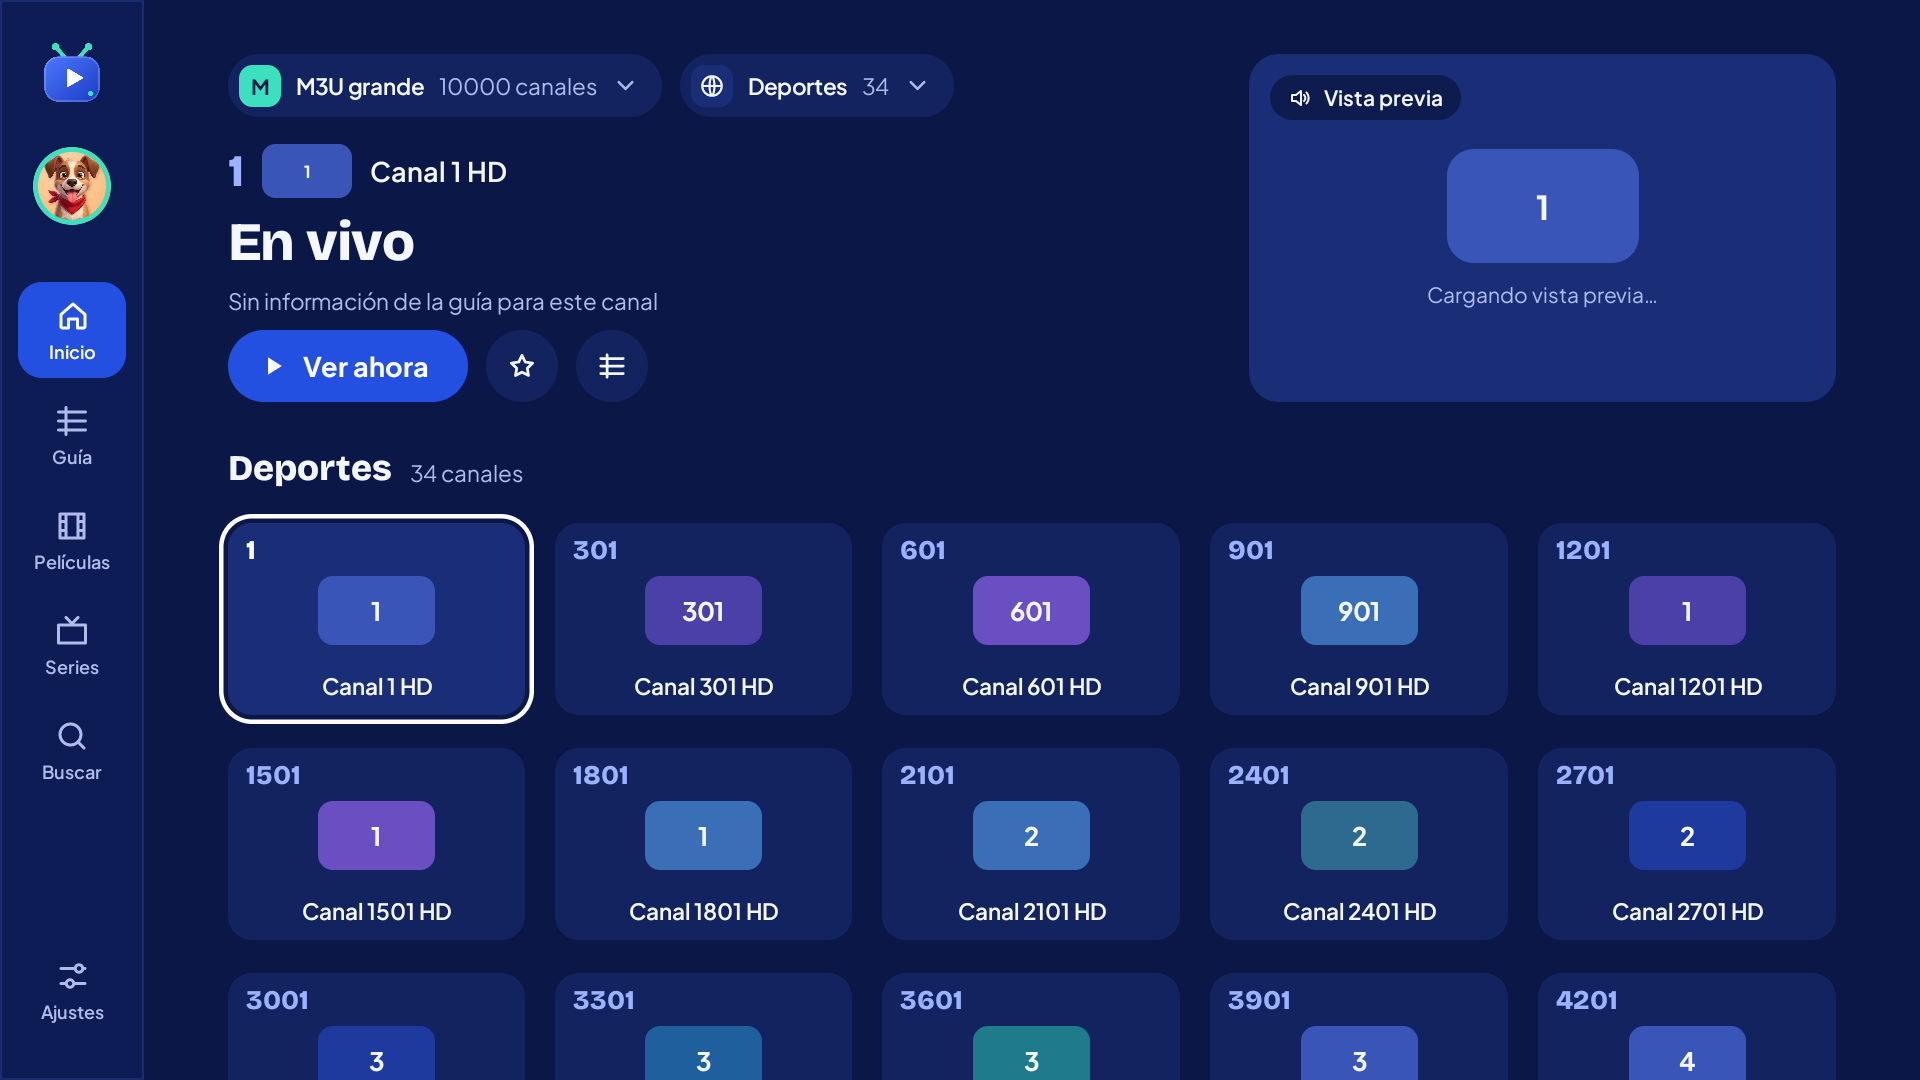 M M3U grande 10000 canales
Deportes 34
Vista previa
1 1 Canal 1 HD
1
En vivo
Cargando vista previa...
Sin información de la guía para este canal
Ver ahora
Inicio
Guía
Películas
Series
Buscar
Ajustes
Deportes 34 canales
1
1
Canal 1 HD
301
301
Canal 301 HD
601
601
Canal 601 HD
901
901
Canal 901 HD
1201
1
Canal 1201 HD
1501
1
Canal 1501 HD
1801
1
Canal 1801 HD
2101
2
Canal 2101 HD
2401
2
Canal 2401 HD
2701
2
Canal 2701 HD
3001
3
3301
3
3601
3
3901
3
4201
4